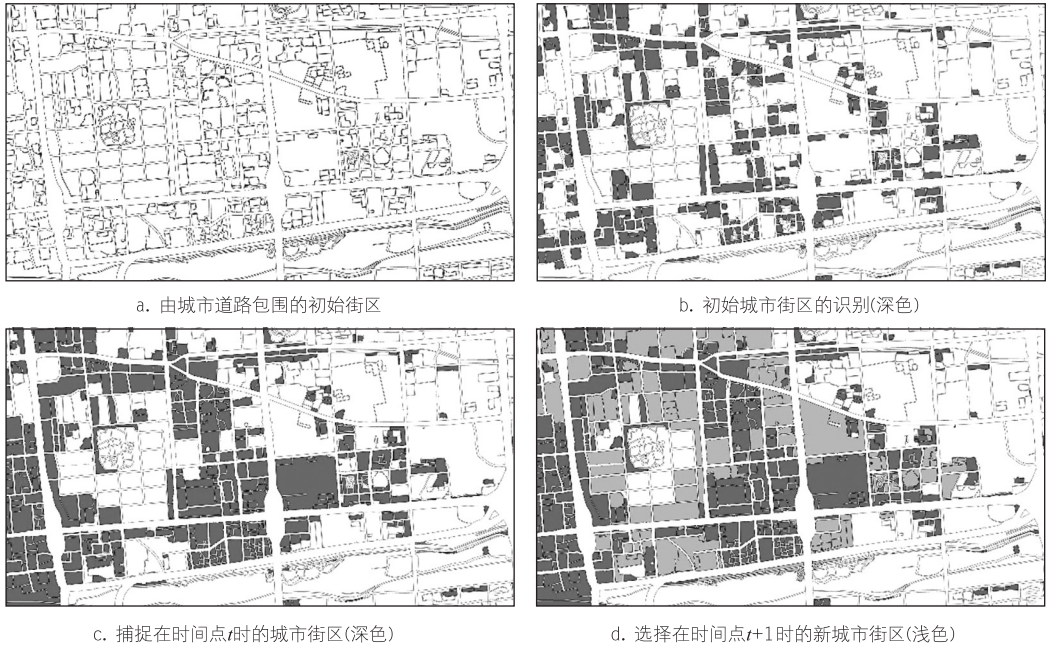 a. 由城市道路包围的初始街区
b. 初始城市街区的识别(深色)
c. 捕捉在时间点t时的城市街区(深色)
d. 选择在时间点t+1时的新城市街区(浅色)